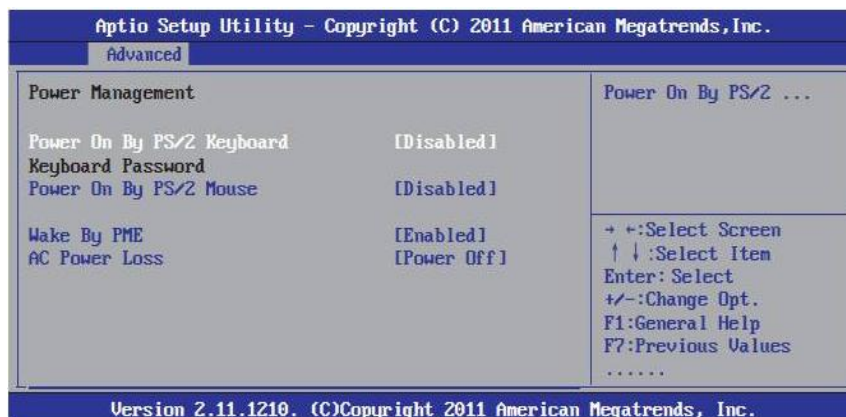 Aptio Setup Utility - Copyright (C) 2011 American Megatrends,Inc.
Advanced
Power Management
Power On By PS/2 Keyboard [Disabled]
Keyboard Password
Power On By PS/2 Mouse [Disabled]
Wake By PME [Enabled]
AC Power Loss [Power Off]
Power On By PS/2 ...
→ ←:Select Screen
↑ ↓:Select Item
Enter: Select
+/-:Change Opt.
F1:General Help
F7:Previous Values
......
Version 2.11.1210. (C)Copyright 2011 American Megatrends, Inc.